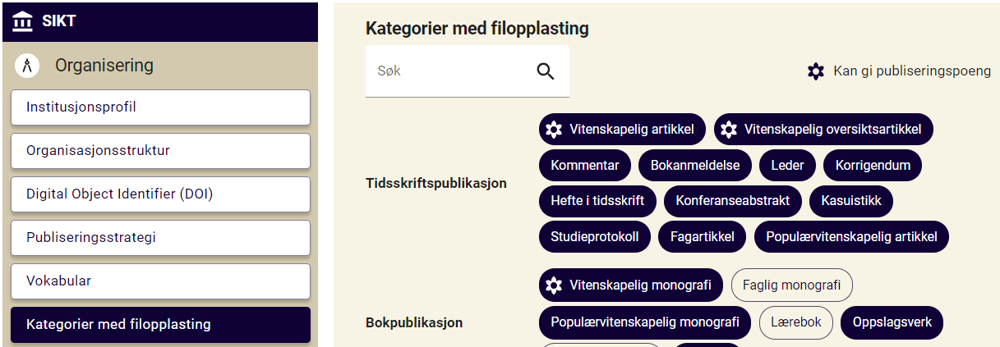 SIKT
Organisering
Institusjonsprofil
Organisasjonsstruktur
Digital Object Identifier (DOI)
Publiseringsstrategi
Vokabular
Kategorier med filopplasting
Kategorier med filopplasting
Søk
Kan gi publiseringspoeng
Tidsskriftspublikasjon
Vitenskapelig artikkel Vitenskapelig oversiktsartikkel
Kommentar Bokanmeldelse Leder Korrigendum
Hefte i tidsskrift Konferanseabstrakt Kasuistikk
Studieprotokoll Fagartikkel Populærvitenskapelig artikkel
Bokpublikasjon
Vitenskapelig monografi Faglig monografi
Populærvitenskapelig monografi Lærebok Oppslagsverk